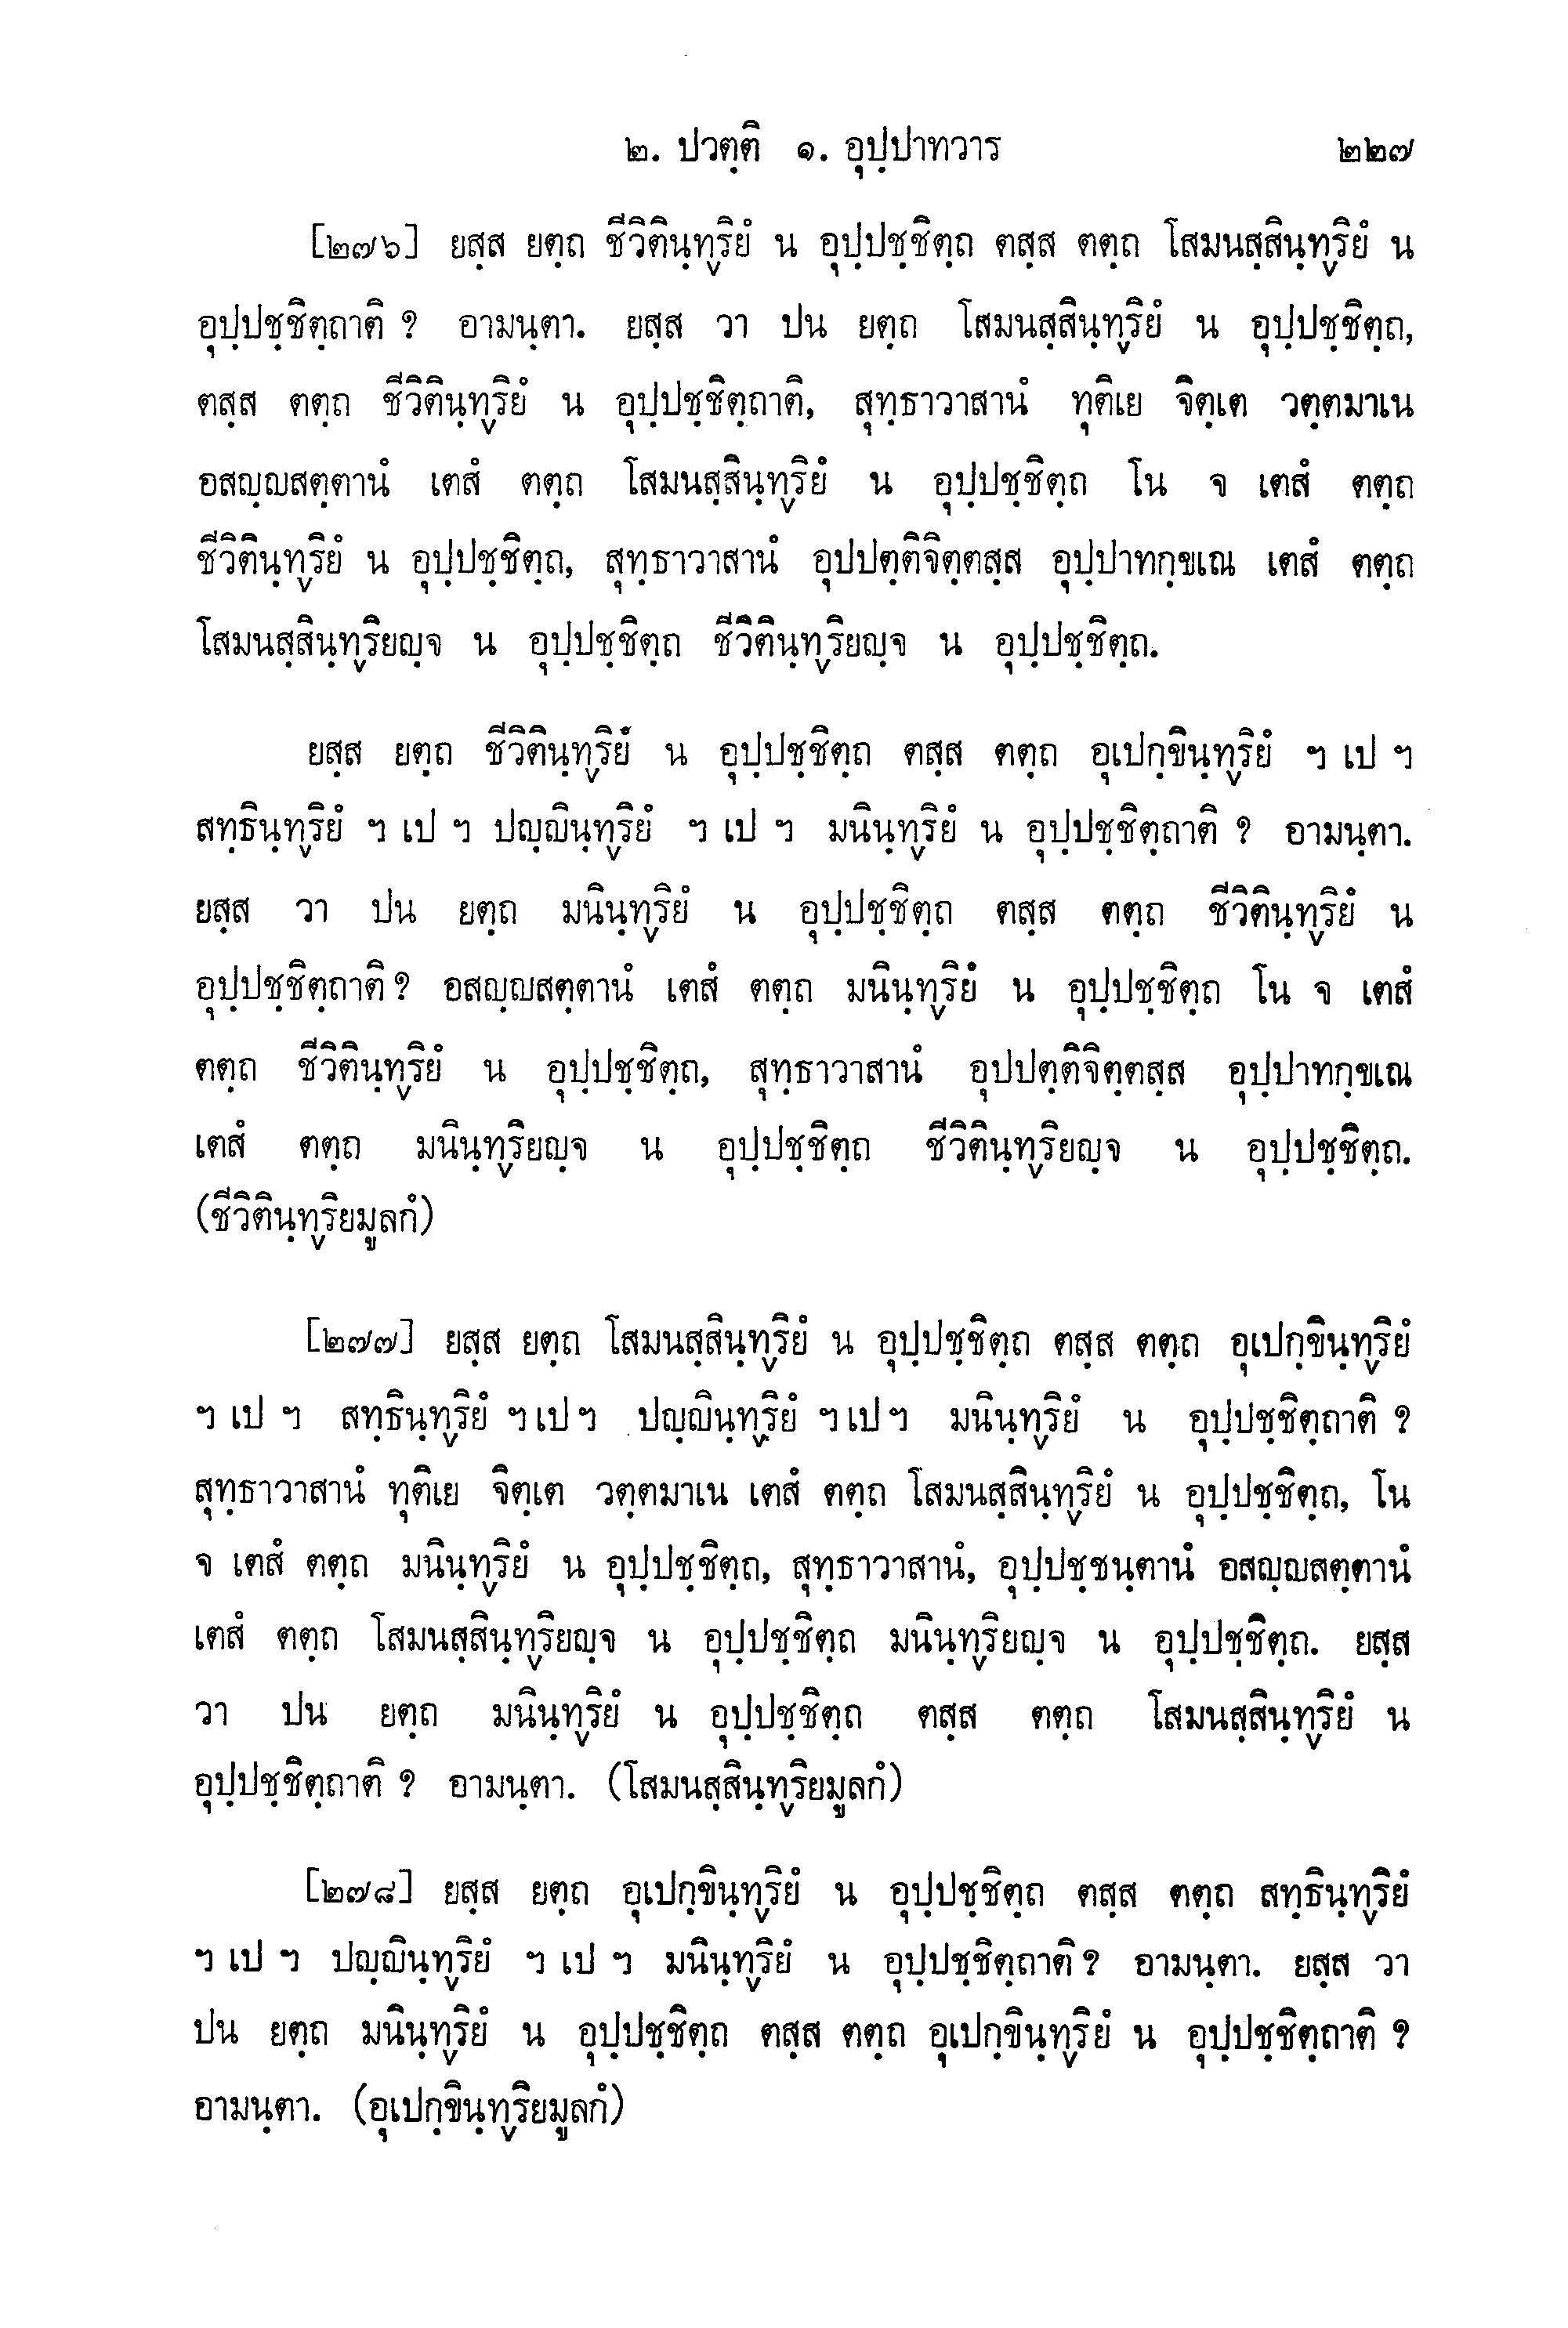 ๒. ปวตฺติ ๑. อุปฺปาทวาร ๒๒๗
[๒๗๖] ยสฺส ยตฺถ ชีวิตินฺทฺริยํ น อุปฺปชฺชิตฺถ ตสฺส ตตฺถ โสมนสฺสินฺทฺริยํ น
อุปฺปชฺชิตฺถาติ ? อามนฺตา. ยสฺส วา ปน ยตฺถ โสมนสฺสินฺทฺริยํ น อุปฺปชฺชิตฺถ,
ตสฺส ตตฺถ ชีวิตินฺทฺริยํ น อุปฺปชฺชิตฺถาติ, สุทฺธาวาสานํ ทุติเย จิตฺเต วตฺตมาเน
อสญฺญสตฺตานํ เตสํ ตตฺถ โสมนสฺสินฺทฺริยํ น อุปฺปชฺชิตฺถ โน จ เตสํ ตตฺถ
ชีวิตินฺทฺริยํ น อุปฺปชฺชิตฺถ, สุทฺธาวาสานํ อุปปตฺติจิตฺตสฺส อุปฺปาทกฺขเณ เตสํ ตตฺถ
โสมนสฺสินฺทฺริยญฺจ น อุปฺปชฺชิตฺถ ชีวิตินฺทฺริยญฺจ น อุปฺปชฺชิตฺถ.
ยสฺส ยตฺถ ชีวิตินฺทฺริยํ น อุปฺปชฺชิตฺถ ตสฺส ตตฺถ อุเปกฺขินฺทฺริยํ ฯ เป ฯ
สทฺธินฺทฺริยํ ฯ เป ฯ ปญฺญินฺทฺริยํ ฯ เป ฯ มนินฺทฺริยํ น อุปฺปชฺชิตฺถาติ ? อามนฺตา.
ยสฺส วา ปน ยตฺถ มนินฺทฺริยํ น อุปฺปชฺชิตฺถ ตสฺส ตตฺถ ชีวิตินฺทฺริยํ น
อุปฺปชฺชิตฺถาติ ? อสญฺญสตฺตานํ เตสํ ตตฺถ มนินฺทฺริยํ น อุปฺปชฺชิตฺถ โน จ เตสํ
ตตฺถ ชีวิตินฺทฺริยํ น อุปฺปชฺชิตฺถ, สุทฺธาวาสานํ อุปปตฺติจิตฺตสฺส อุปฺปาทกฺขเณ
เตสํ ตตฺถ มนินฺทฺริยญฺจ น อุปฺปชฺชิตฺถ ชีวิตินฺทฺริยญฺจ น อุปฺปชฺชิตฺถ.
(ชีวิตินฺทฺริยมูลกํ)
[๒๗๗] ยสฺส ยตฺถ โสมนสฺสินฺทฺริยํ น อุปฺปชฺชิตฺถ ตสฺส ตตฺถ อุเปกฺขินฺทฺริยํ
ฯ เป ฯ สทฺธินฺทฺริยํ ฯ เป ฯ ปญฺญินฺทฺริยํ ฯ เป ฯ มนินฺทฺริยํ น อุปฺปชฺชิตฺถาติ ?
สุทฺธาวาสานํ ทุติเย จิตฺเต วตฺตมาเน เตสํ ตตฺถ โสมนสฺสินฺทฺริยํ น อุปฺปชฺชิตฺถ, โน
จ เตสํ ตตฺถ มนินฺทฺริยํ น อุปฺปชฺชิตฺถ, สุทฺธาวาสานํ, อุปฺปชฺชนฺตานํ อสญฺญสตฺตานํ
เตสํ ตตฺถ โสมนสฺสินฺทฺริยญฺจ น อุปฺปชฺชิตฺถ มนินฺทฺริยญฺจ น อุปฺปชฺชิตฺถ. ยสฺส
วา ปน ยตฺถ มนินฺทฺริยํ น อุปฺปชฺชิตฺถ ตสฺส ตตฺถ โสมนสฺสินฺทฺริยํ น
อุปฺปชฺชิตฺถาติ ? อามนฺตา. (โสมนสฺสินฺทฺริยมูลกํ)
[๒๗๘] ยสฺส ยตฺถ อุเปกฺขินฺทฺริยํ น อุปฺปชฺชิตฺถ ตสฺส ตตฺถ สทฺธินฺทฺริยํ
ฯ เป ฯ ปญฺญินฺทฺริยํ ฯ เป ฯ มนินฺทฺริยํ น อุปฺปชฺชิตฺถาติ ? อามนฺตา. ยสฺส วา
ปน ยตฺถ มนินฺทฺริยํ น อุปฺปชฺชิตฺถ ตสฺส ตตฺถ อุเปกฺขินฺทฺริยํ น อุปฺปชฺชิตฺถาติ ?
อามนฺตา. (อุเปกฺขินฺทฺริยมูลกํ)